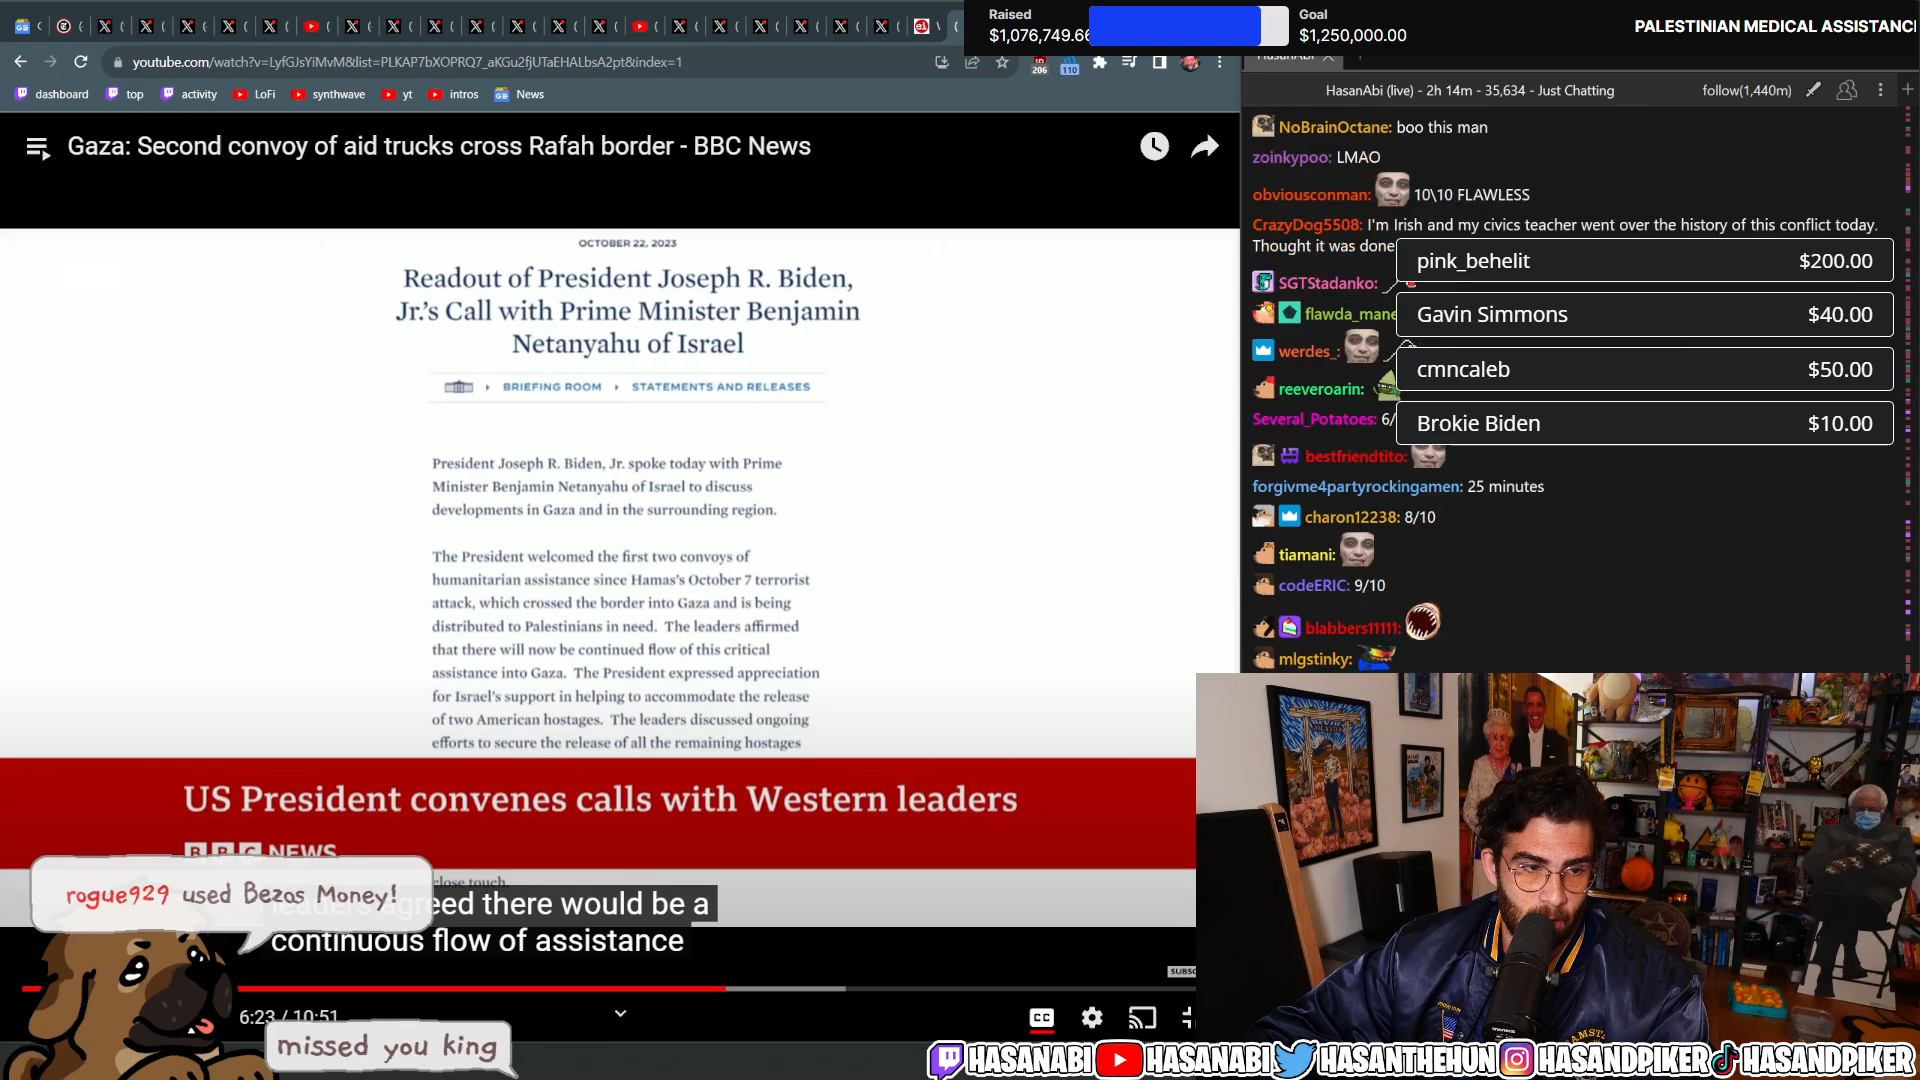 Raised
$1,076,749.66
Goal
$1,250,000.00
PALESTINIAN MEDICAL ASSISTANC
youtube.com/watch?v=LyfGJsYiMvM&list=PLKAP7bXOPRQ7_aKGu2fjUTaEHALbsA2pt&index=1
206
110
dashboard
top
activity
LoFi
synthwave
yt
intros
News
HasanAbi
HasanAbi (live) - 2h 14m - 35,634 - Just Chatting
follow(1,440m)
Gaza: Second convoy of aid trucks cross Rafah border - BBC News
OCTOBER 22, 2023
Readout of President Joseph R. Biden,
Jr.'s Call with Prime Minister Benjamin
Netanyahu of Israel
BRIEFING ROOM
STATEMENTS AND RELEASES
President Joseph R. Biden, Jr. spoke today with Prime
Minister Benjamin Netanyahu of Israel to discuss
developments in Gaza and in the surrounding region.
The President welcomed the first two convoys of
humanitarian assistance since Hamas's October 7 terrorist
attack, which crossed the border into Gaza and is being
distributed to Palestinians in need. The leaders affirmed
that there will now be continued flow of this critical
assistance into Gaza. The President expressed appreciation
for Israel's support in helping to accommodate the release
of two American hostages. The leaders discussed ongoing
efforts to secure the release of all the remaining hostages
US President convenes calls with Western leaders
BBC NEWS
close touch.
leaders agreed there would be a
continuous flow of assistance
rogue929 used Bezos Money!
missed you king
6:23 / 10:51
SUBSC
CC
NoBrainOctane: boo this man
zoinkypoo: LMAO
obviousconman: 10\10 FLAWLESS
CrazyDog5508: I'm Irish and my civics teacher went over the history of this conflict today.
Thought it was done
SGTStadanko:
flawda_mane
werdes_:
reeveroarin:
Several_Potatoes: 6/
bestfriendtito:
forgivme4partyrockingamen: 25 minutes
charon12238: 8/10
tiamani:
codeERIC: 9/10
blabbers11111:
mlgstinky:
pink_behelit $200.00
Gavin Simmons $40.00
cmncaleb $50.00
Brokie Biden $10.00
HASANABI
HASANABI
HASANTHEHUN
HASANDPIKER
HASANDPIKER